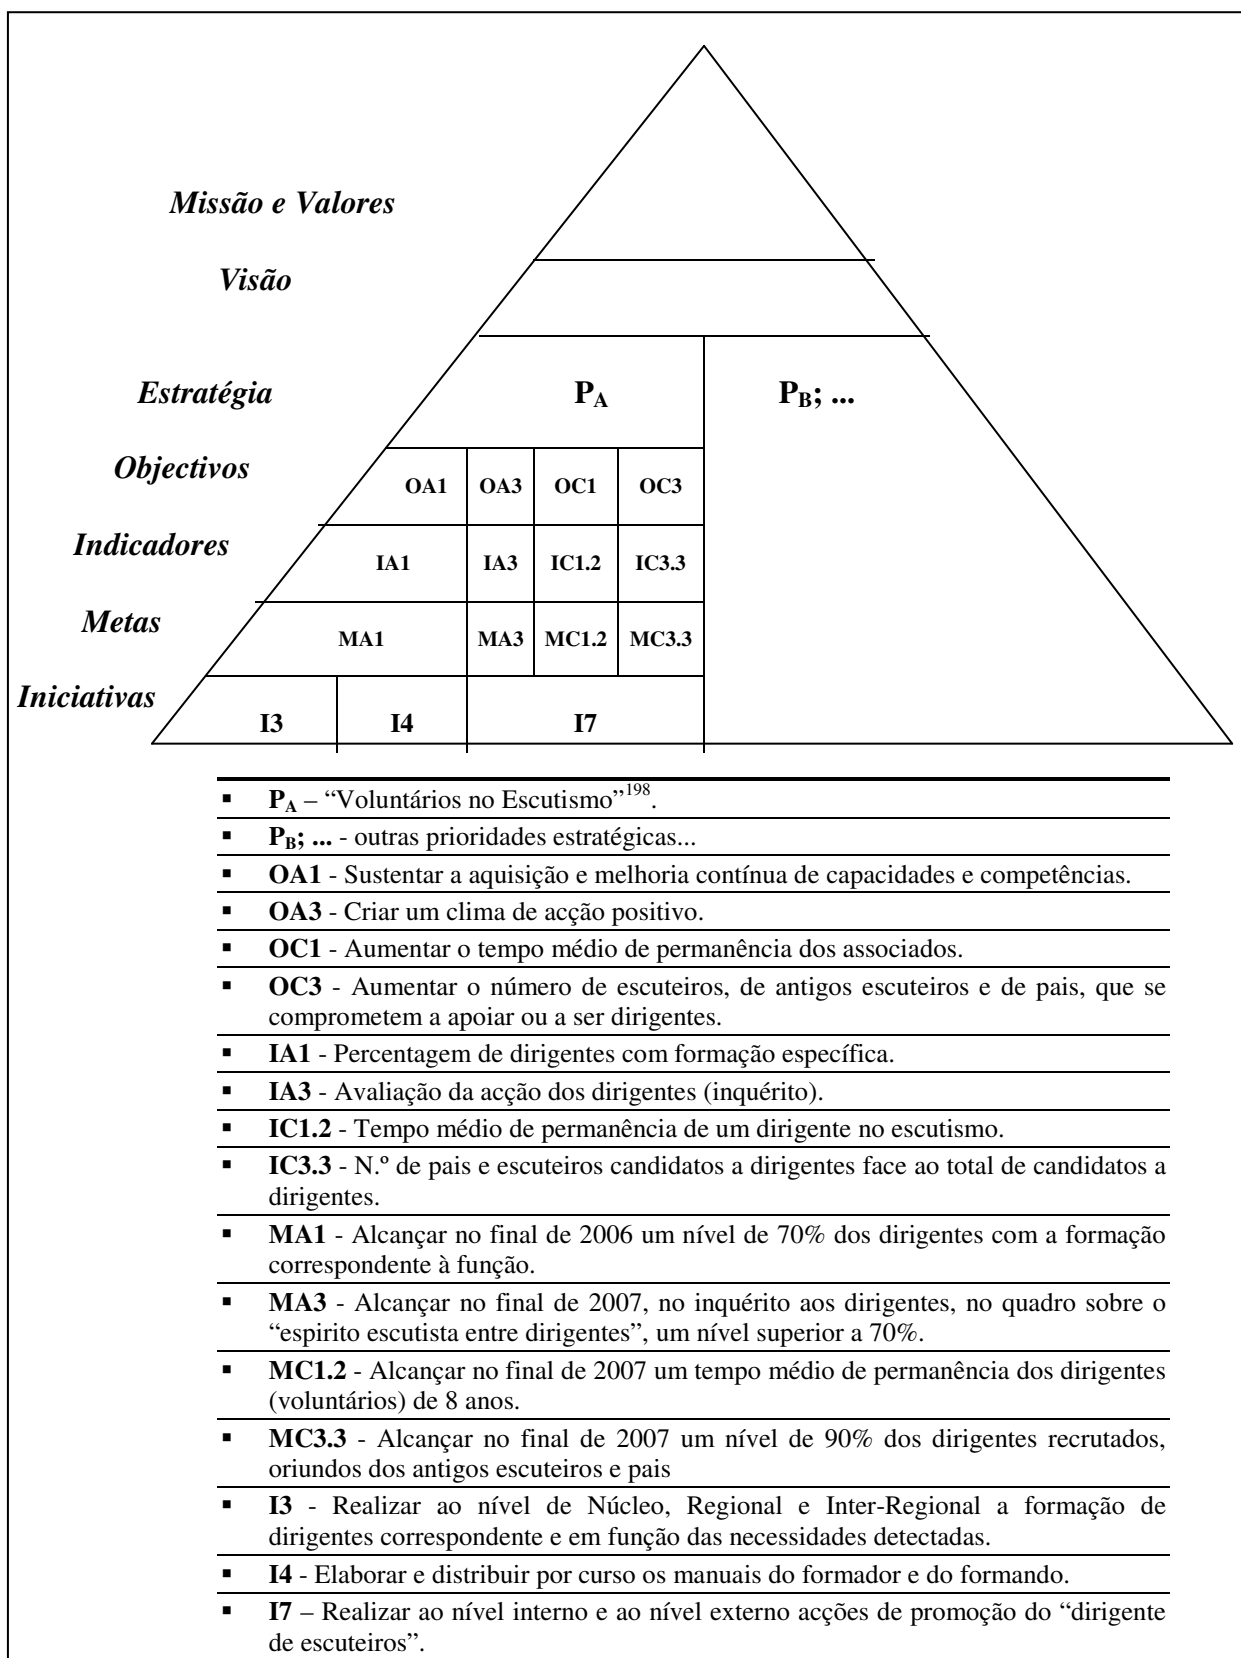 Missão e Valores
Visão
Estratégia P_A P_B; ...
Objectivos OA1 OA3 OC1 OC3
Indicadores IA1 IA3 IC1.2 IC3.3
Metas MA1 MA3 MC1.2 MC3.3
Iniciativas I3 I4 I7
▪ P_A – “Voluntários no Escutismo”198.
▪ P_B; ... - outras prioridades estratégicas...
▪ OA1 - Sustentar a aquisição e melhoria contínua de capacidades e competências.
▪ OA3 - Criar um clima de acção positivo.
▪ OC1 - Aumentar o tempo médio de permanência dos associados.
▪ OC3 - Aumentar o número de escuteiros, de antigos escuteiros e de pais, que se
comprometem a apoiar ou a ser dirigentes.
▪ IA1 - Percentagem de dirigentes com formação específica.
▪ IA3 - Avaliação da acção dos dirigentes (inquérito).
▪ IC1.2 - Tempo médio de permanência de um dirigente no escutismo.
▪ IC3.3 - N.º de pais e escuteiros candidatos a dirigentes face ao total de candidatos a
dirigentes.
▪ MA1 - Alcançar no final de 2006 um nível de 70% dos dirigentes com a formação
correspondente à função.
▪ MA3 - Alcançar no final de 2007, no inquérito aos dirigentes, no quadro sobre o
“espirito escutista entre dirigentes”, um nível superior a 70%.
▪ MC1.2 - Alcançar no final de 2007 um tempo médio de permanência dos dirigentes
(voluntários) de 8 anos.
▪ MC3.3 - Alcançar no final de 2007 um nível de 90% dos dirigentes recrutados,
oriundos dos antigos escuteiros e pais
▪ I3 - Realizar ao nível de Núcleo, Regional e Inter-Regional a formação de
dirigentes correspondente e em função das necessidades detectadas.
▪ I4 - Elaborar e distribuir por curso os manuais do formador e do formando.
▪ I7 – Realizar ao nível interno e ao nível externo acções de promoção do “dirigente
de escuteiros”.